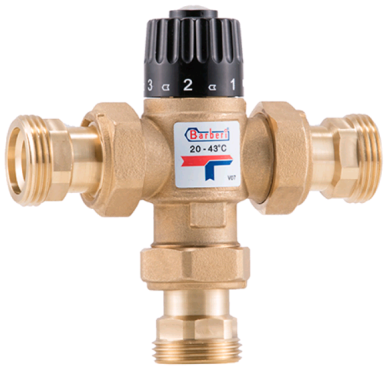 3 α 2 α 1
Barberi
20 - 43°C
V07